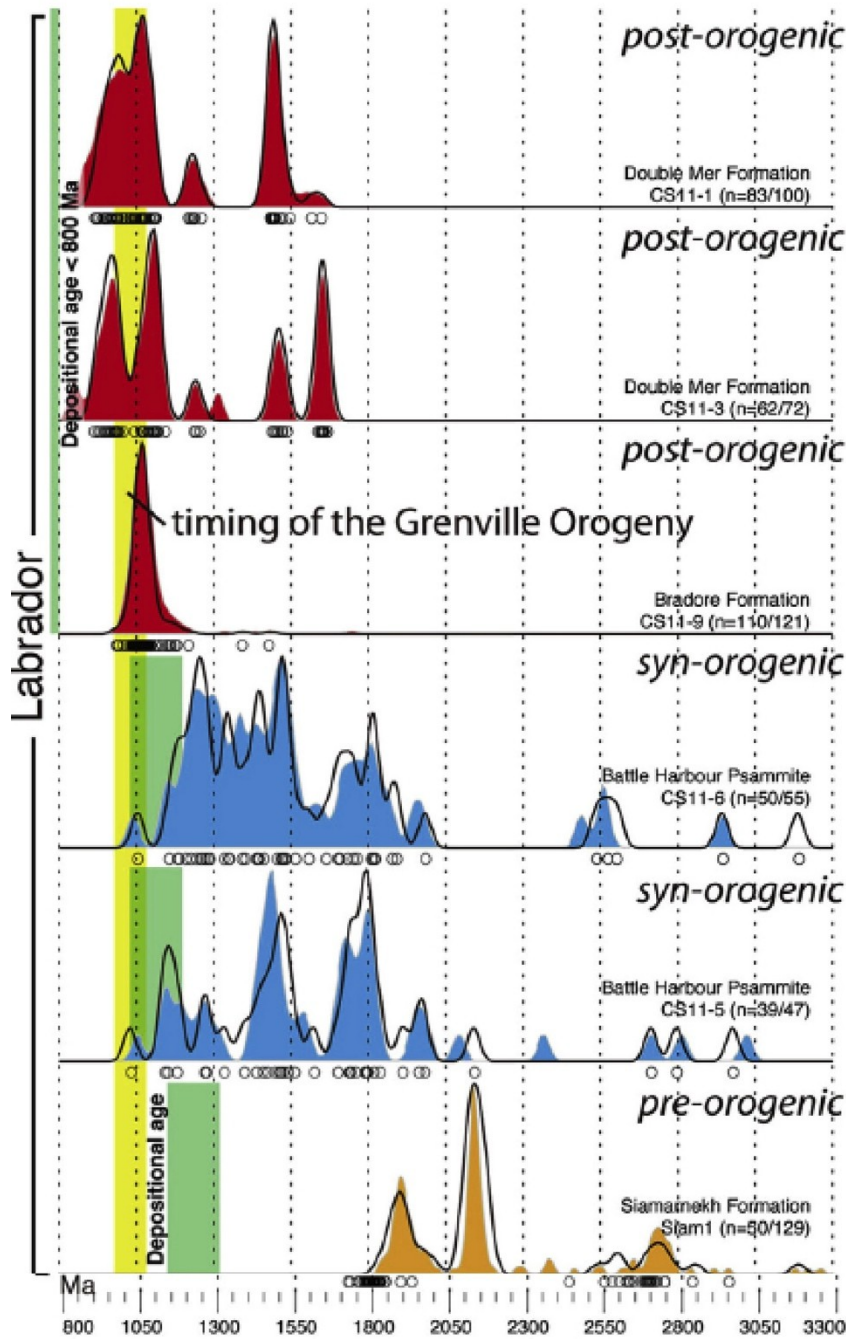 post-orogenic
Double Mer Formation
CS11-1 (n=83/100)
post-orogenic
Depositional age < 800 Ma
Double Mer Formation
CS11-3 (n=62/72)
post-orogenic
timing of the Grenville Orogeny
Bradore Formation
CS11-9 (n=110/121)
Labrador
syn-orogenic
Battle Harbour Psammite
CS11-6 (n=50/55)
syn-orogenic
Battle Harbour Psammite
CS11-5 (n=39/47)
pre-orogenic
Depositional age
Siamarnekh Formation
Siam1 (n=50/129)
Ma
800 1050 1300 1550 1800 2050 2300 2550 2800 3050 3300